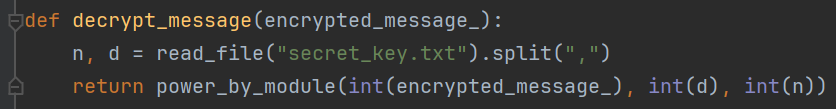 def decrypt_message(encrypted_message_):
    n, d = read_file("secret_key.txt").split(",")
    return power_by_module(int(encrypted_message_), int(d), int(n))